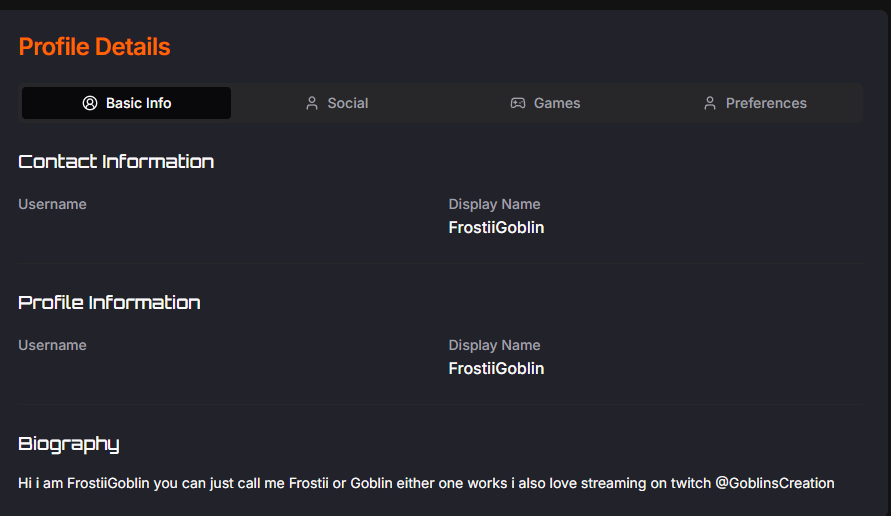 Profile Details
Basic Info Social Games Preferences
Contact Information
Username Display Name
FrostiiGoblin
Profile Information
Username Display Name
FrostiiGoblin
Biography
Hi i am FrostiiGoblin you can just call me Frostii or Goblin either one works i also love streaming on twitch @GoblinsCreation